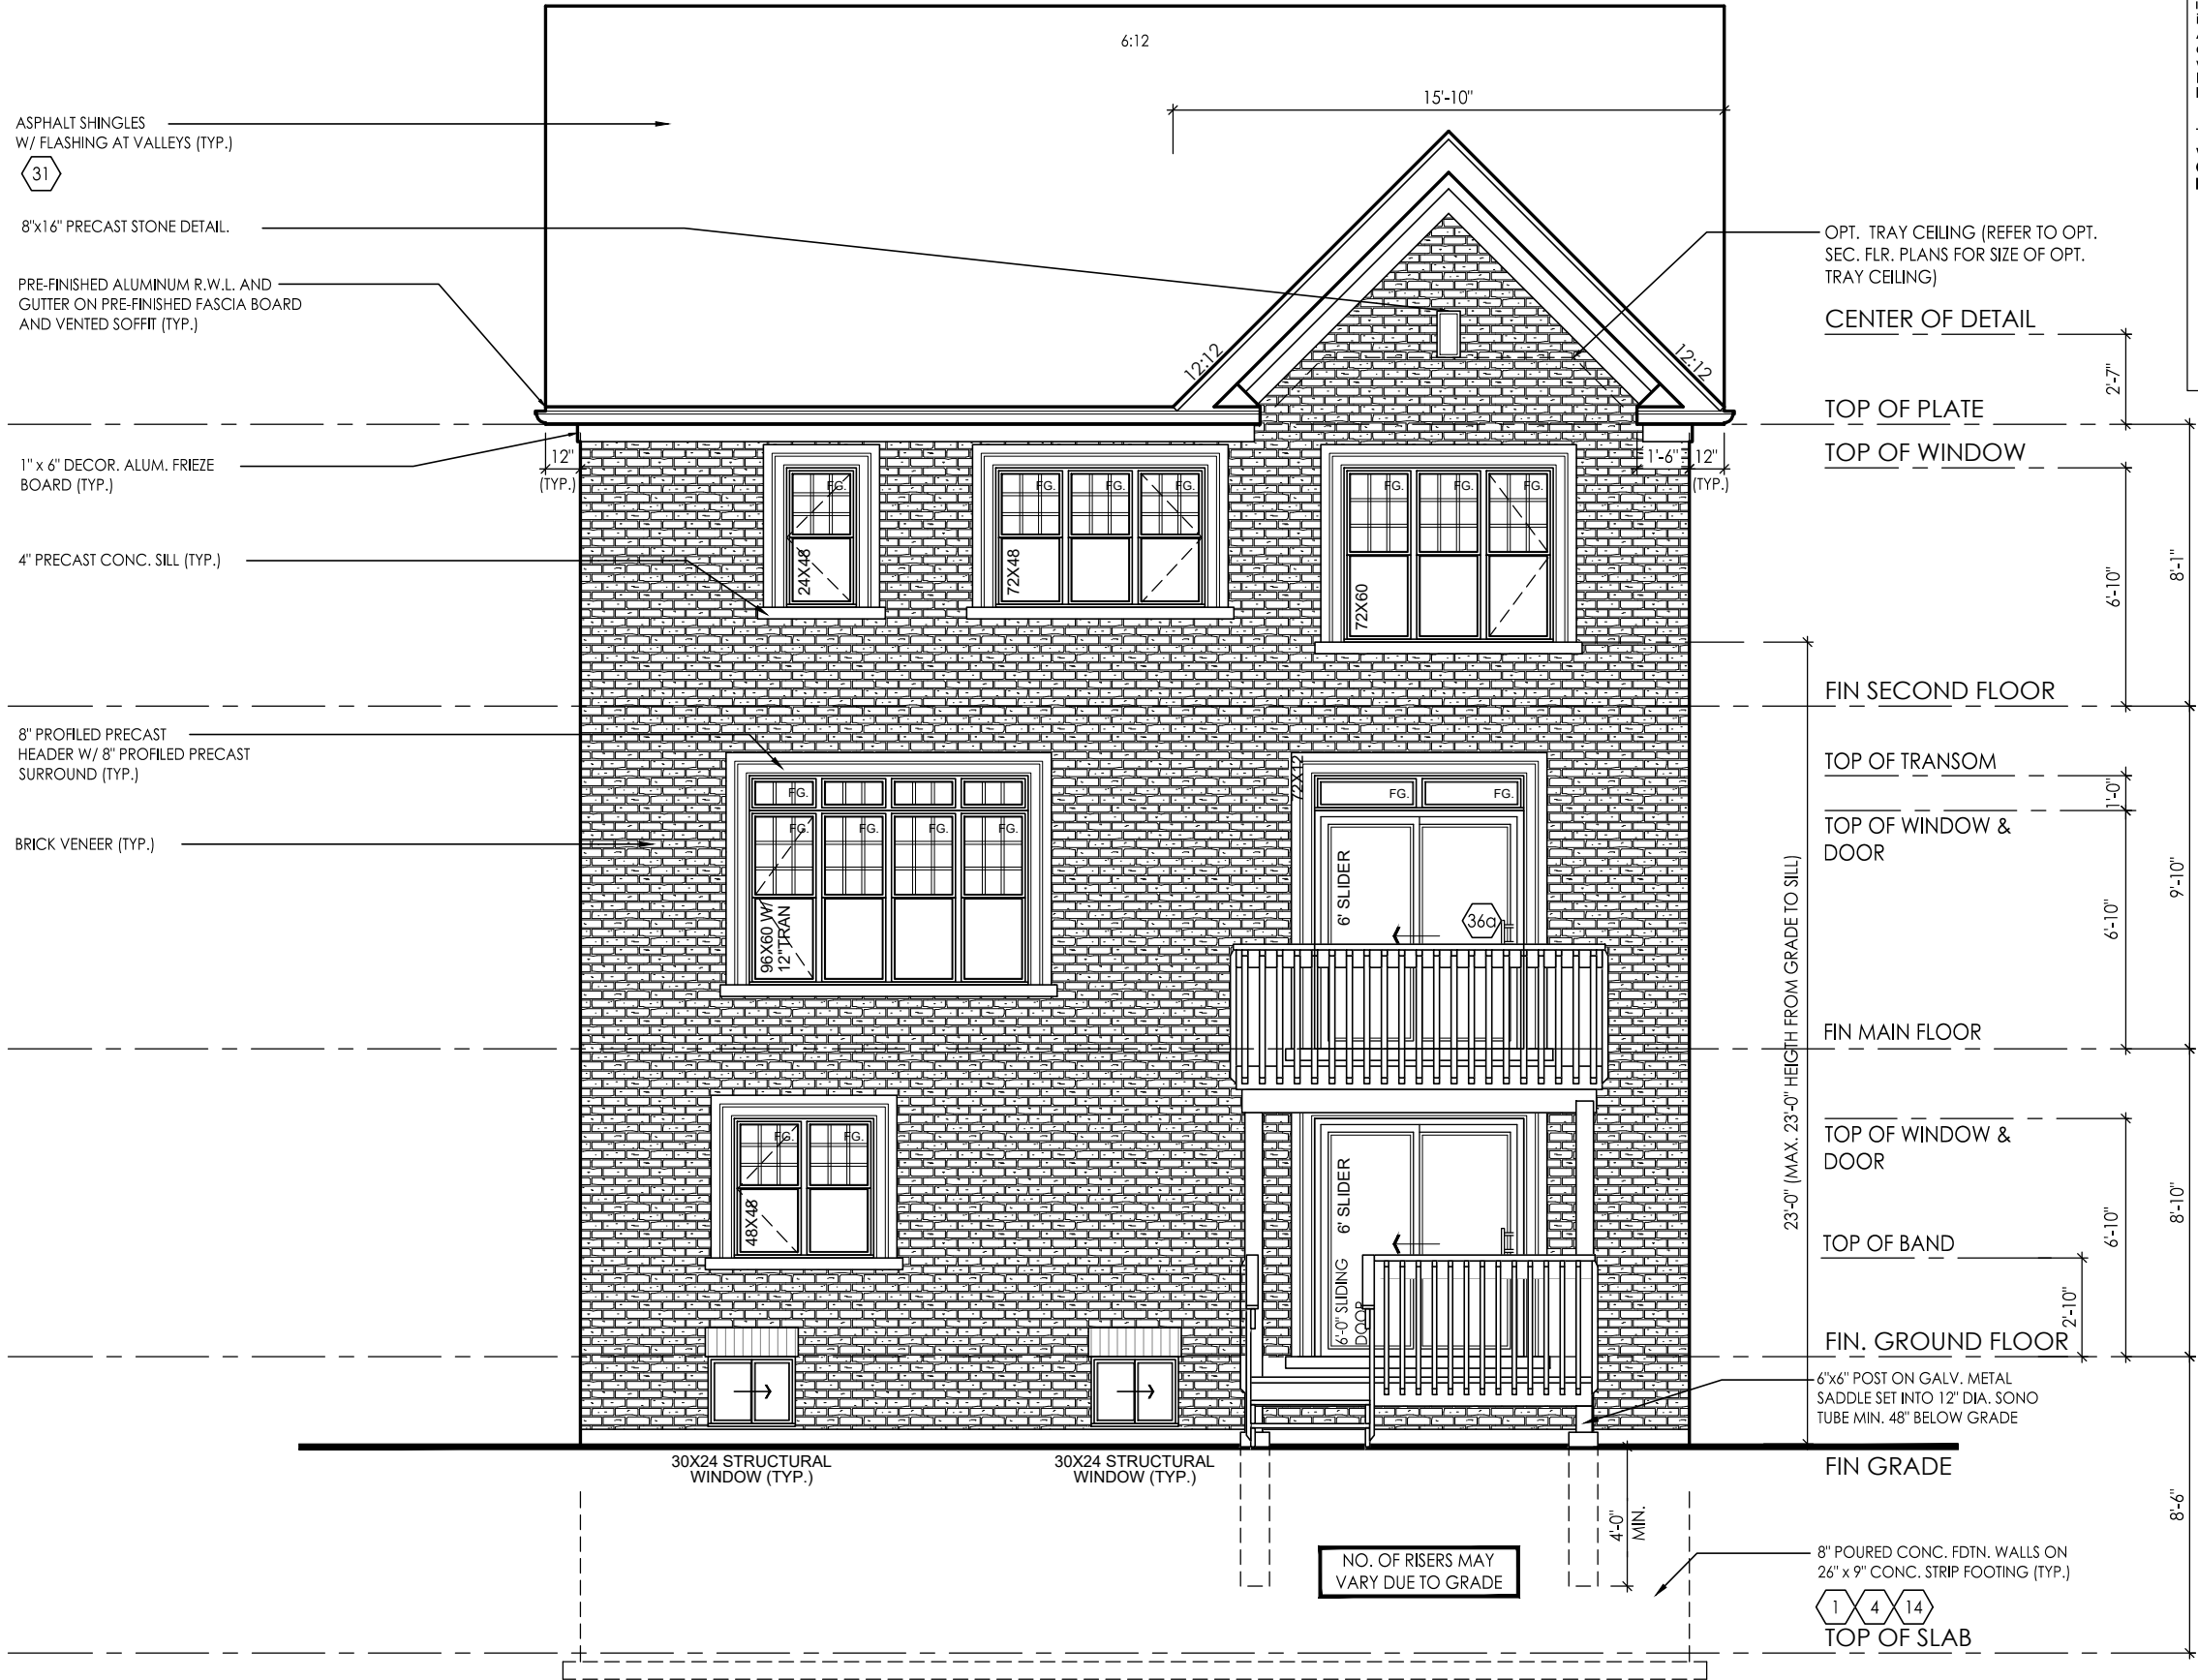 6:12
15'-10"
ASPHALT SHINGLES
W/ FLASHING AT VALLEYS (TYP.)
31
8"x16" PRECAST STONE DETAIL.
PRE-FINISHED ALUMINUM R.W.L. AND
GUTTER ON PRE-FINISHED FASCIA BOARD
AND VENTED SOFFIT (TYP.)
OPT. TRAY CEILING (REFER TO OPT.
SEC. FLR. PLANS FOR SIZE OF OPT.
TRAY CEILING)
CENTER OF DETAIL
12:12
12:12
2'-7"
TOP OF PLATE
TOP OF WINDOW
1" x 6" DECOR. ALUM. FRIEZE
BOARD (TYP.)
12"
(TYP.)
1'-6"
12"
(TYP.)
FG.
FG.
FG.
FG.
FG.
FG.
FG.
24X48
72X48
72X60
4" PRECAST CONC. SILL (TYP.)
6'-10"
8'-1"
FIN SECOND FLOOR
8" PROFILED PRECAST
HEADER W/ 8" PROFILED PRECAST
SURROUND (TYP.)
TOP OF TRANSOM
1'-0"
TOP OF WINDOW &
DOOR
BRICK VENEER (TYP.)
FG.
FG.
FG.
FG.
FG.
96X60 W/
12"TRAN
72X12
FG.
FG.
6' SLIDER
36a
6'-10"
9'-10"
23'-0" (MAX. 23'-0" HEIGTH FROM GRADE TO SILL)
FIN MAIN FLOOR
TOP OF WINDOW &
DOOR
FG.
FG.
48X48
6' SLIDER
6'-0" SLIDING
DOOR
6'-10"
8'-10"
TOP OF BAND
2'-10"
FIN. GROUND FLOOR
6"x6" POST ON GALV. METAL
SADDLE SET INTO 12" DIA. SONO
TUBE MIN. 48" BELOW GRADE
30X24 STRUCTURAL
WINDOW (TYP.)
30X24 STRUCTURAL
WINDOW (TYP.)
FIN GRADE
4'-0"
MIN.
8'-6"
NO. OF RISERS MAY
VARY DUE TO GRADE
8" POURED CONC. FDTN. WALLS ON
26" x 9" CONC. STRIP FOOTING (TYP.)
1 4 14
TOP OF SLAB